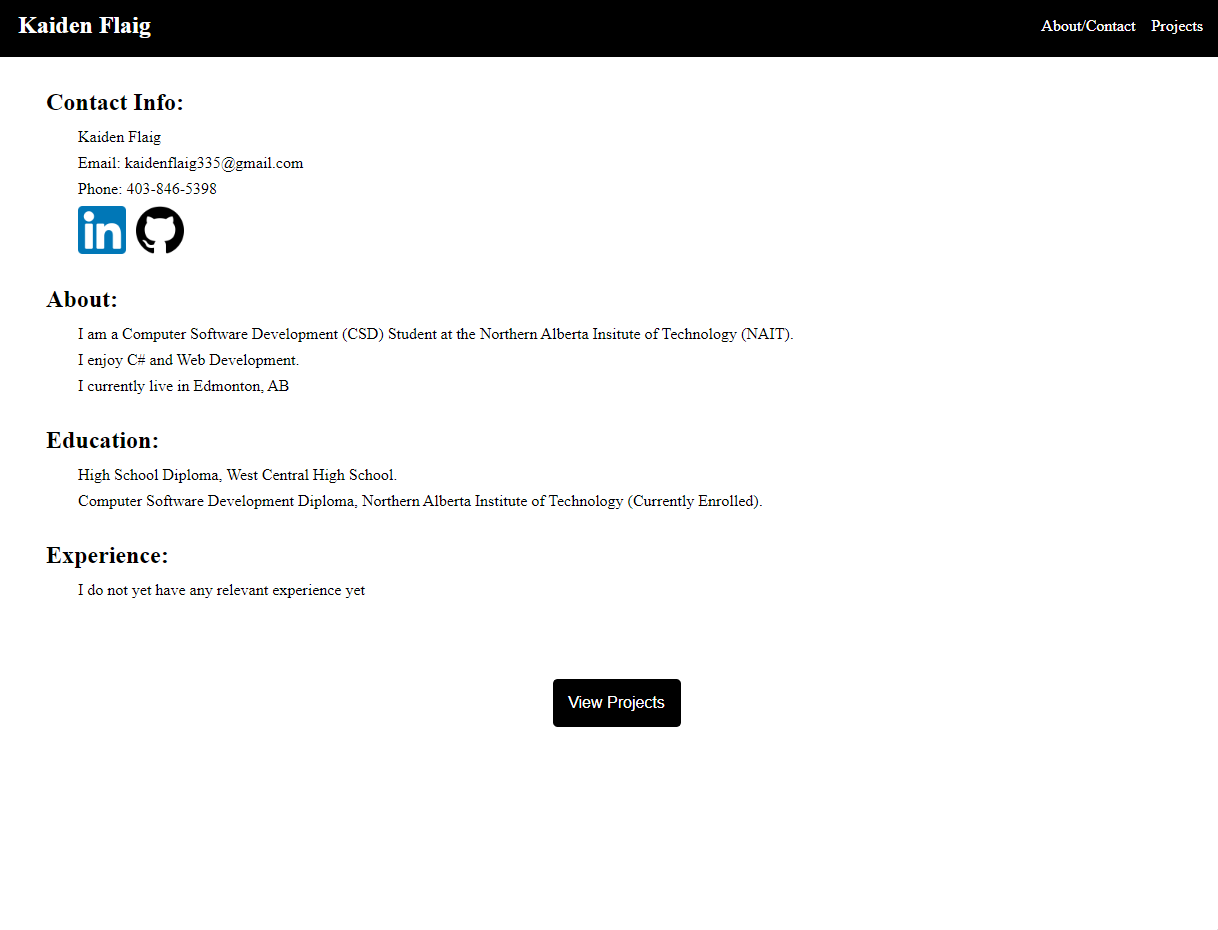 Kaiden Flaig
About/Contact Projects
Contact Info:
Kaiden Flaig
Email: kaidenflaig335@gmail.com
Phone: 403-846-5398
in
About:
I am a Computer Software Development (CSD) Student at the Northern Alberta Insitute of Technology (NAIT).
I enjoy C# and Web Development.
I currently live in Edmonton, AB
Education:
High School Diploma, West Central High School.
Computer Software Development Diploma, Northern Alberta Institute of Technology (Currently Enrolled).
Experience:
I do not yet have any relevant experience yet
View Projects